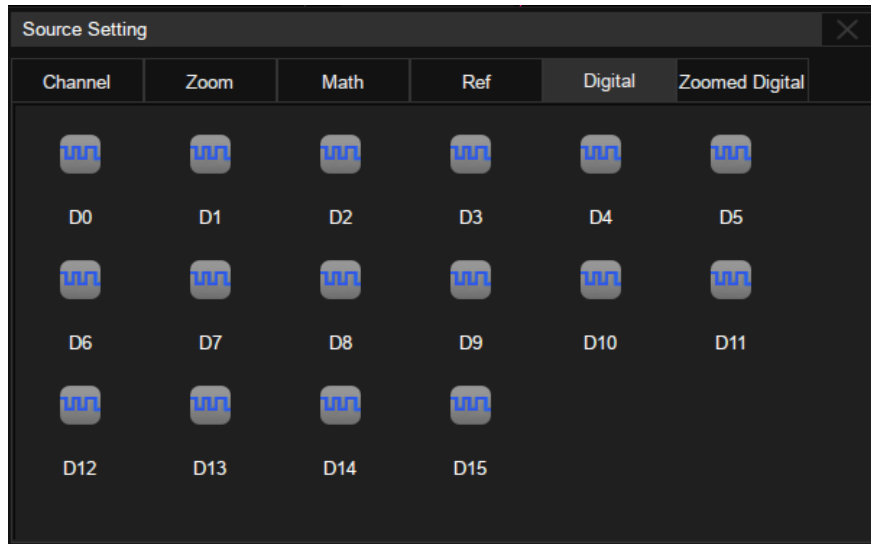 Source Setting
Channel Zoom Math Ref Digital Zoomed Digital
D0 D1 D2 D3 D4 D5
D6 D7 D8 D9 D10 D11
D12 D13 D14 D15